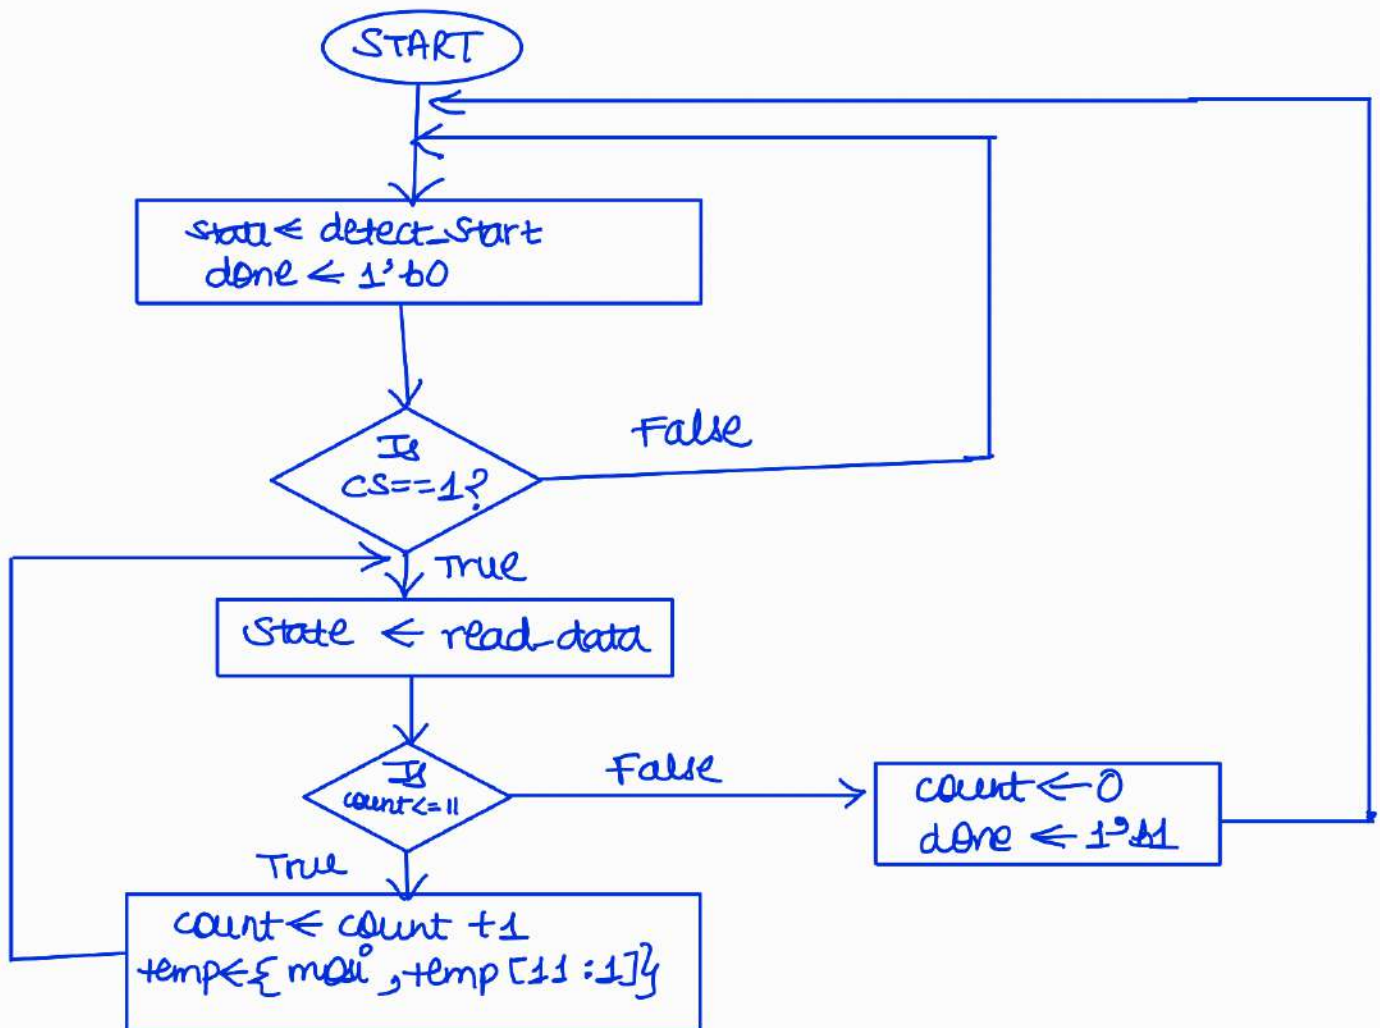 START
state ← detect_start
done ← 1'b0
Is
cs==1?
False
True
state ← read_data
Is
count<=11
False
count ← 0
done ← 1'b1
True
count ← count +1
temp ← { mosi , temp [11 :1]}